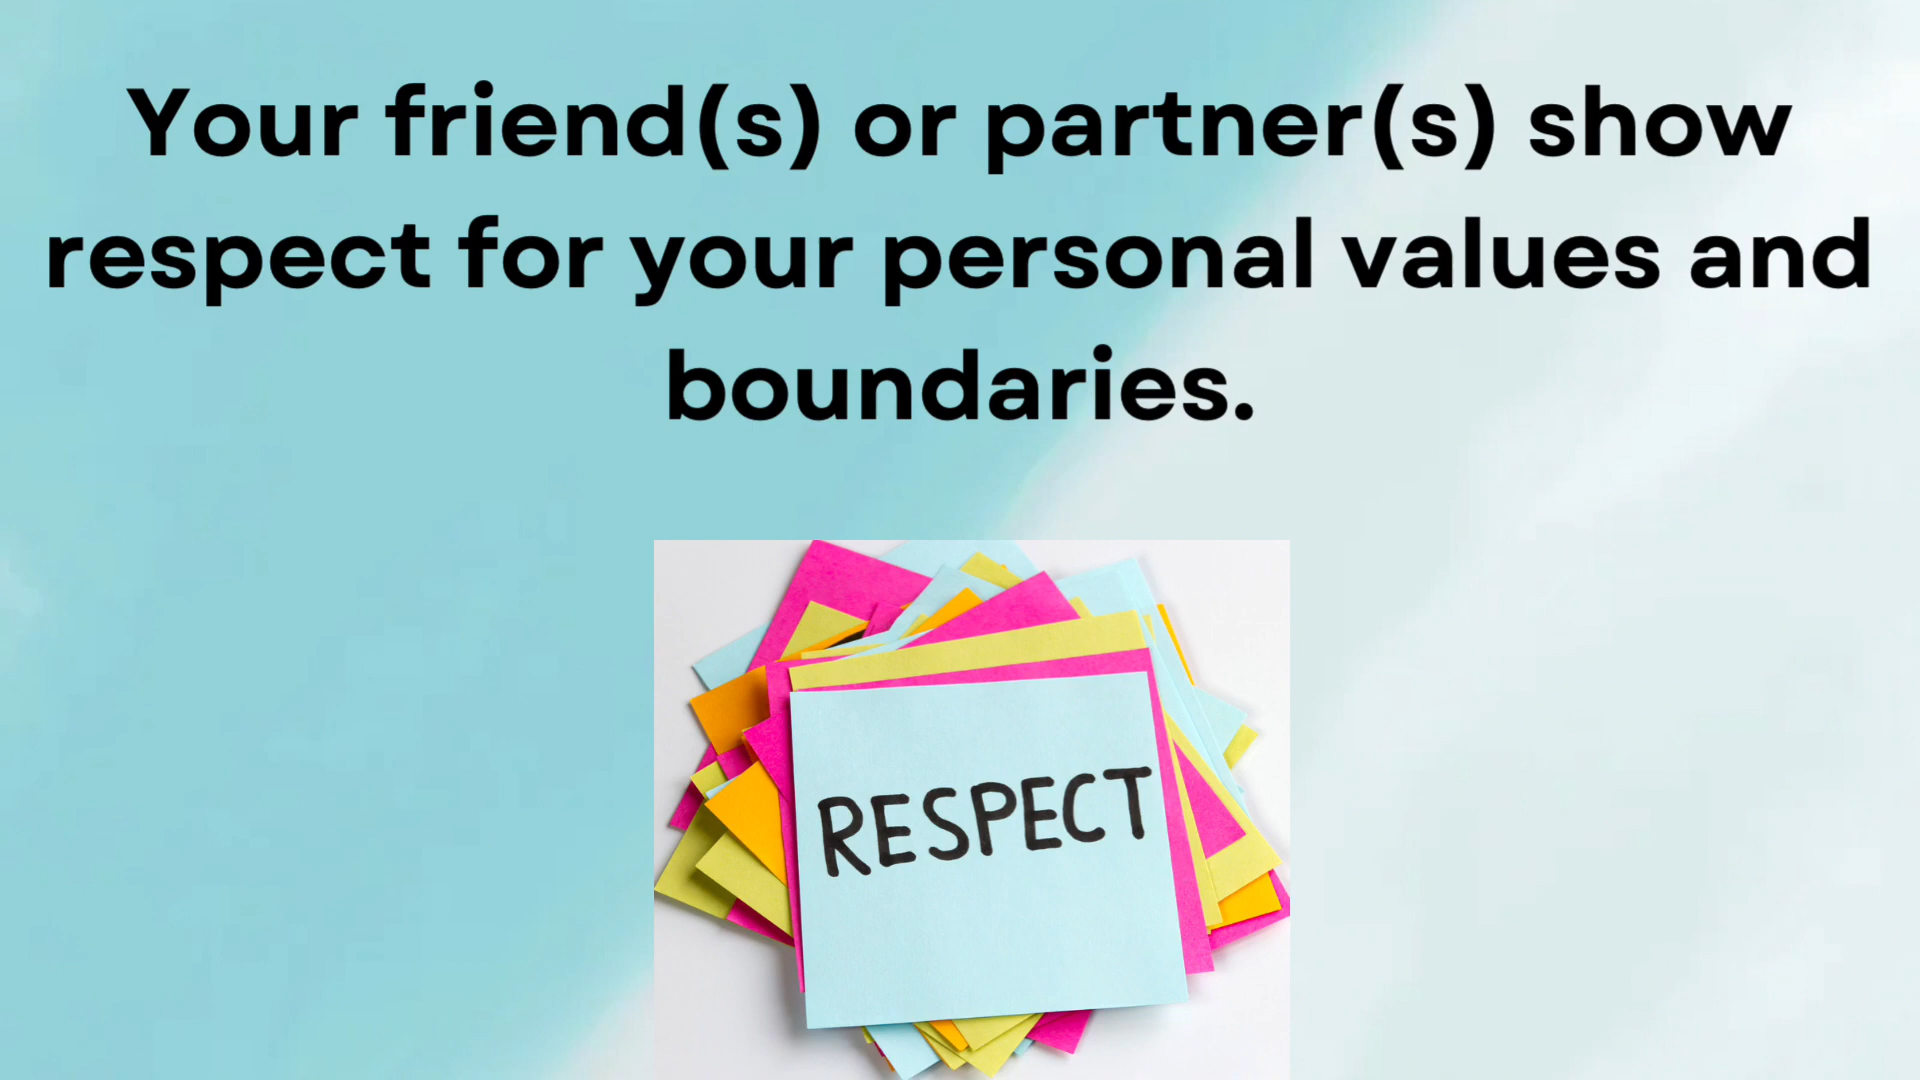 Your friend(s) or partner(s) show
respect for your personal values and
boundaries.
RESPECT